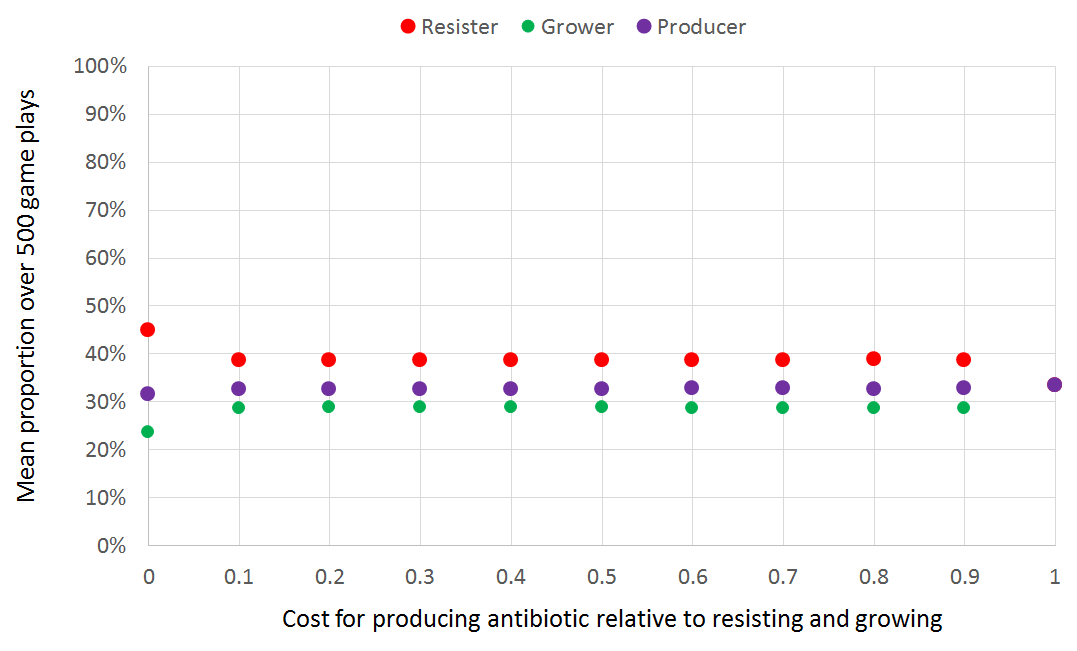 Resister Grower Producer
100%
90%
80%
70%
60%
50%
40%
30%
20%
10%
0%
Mean proportion over 500 game plays
0 0.1 0.2 0.3 0.4 0.5 0.6 0.7 0.8 0.9 1
Cost for producing antibiotic relative to resisting and growing